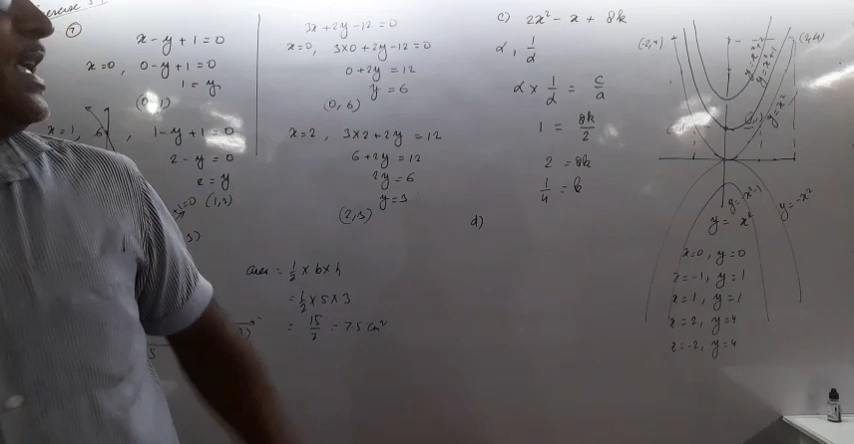 7
x - y + 1 = 0
x = 0, 0 - y + 1 = 0
1 = y
(0, 1)
x = 1, 1 - y + 1 = 0
2 - y = 0
2 = y
(1, 2)
3x + 2y - 12 = 0
x = 0, 3×0 + 2y - 12 = 0
0 + 2y = 12
y = 6
(0, 6)
x = 2, 3×2 + 2y = 12
6 + 2y = 12
2y = 6
y = 3
(2, 3)
area = 1/2 × b × h
= 1/2 × 5 × 3
= 15/2 = 7.5 cm²
c) 2x² - x + 8k
α, 1/α
α × 1/α = c/a
1 = 8k/2
2 = 8k
1/4 = k
d)
y = x²
y = -x²
y = x²
x = 0, y = 0
x = -1, y = 1
x = 1, y = 1
x = 2, y = 4
x = -2, y = 4